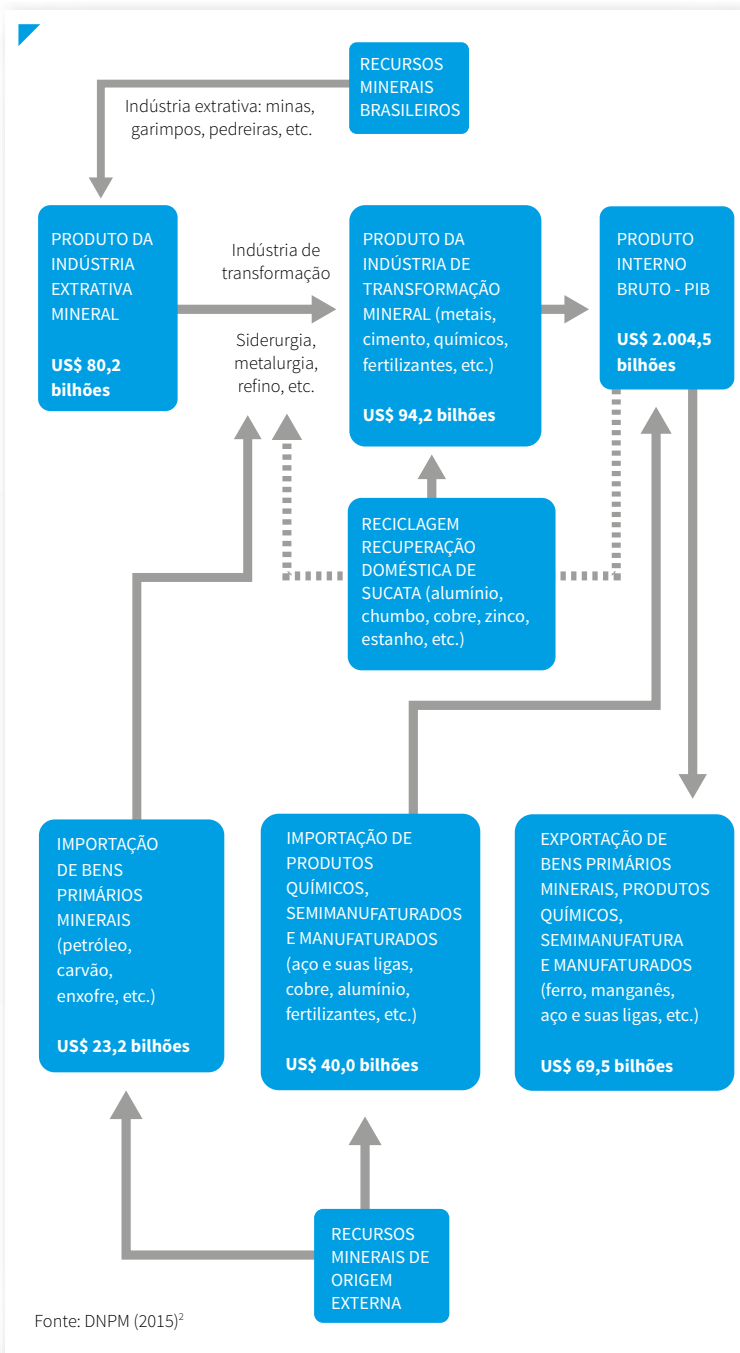 RECURSOS
MINERAIS
BRASILEIROS
Indústria extrativa: minas,
garimpos, pedreiras, etc.
PRODUTO DA
INDÚSTRIA
EXTRATIVA
MINERAL
US$ 80,2
bilhões
Indústria de
transformação
Siderurgia,
metalurgia,
refino, etc.
PRODUTO DA
INDÚSTRIA DE
TRANSFORMAÇÃO
MINERAL (metais,
cimento, químicos,
fertilizantes, etc.)
US$ 94,2 bilhões
PRODUTO
INTERNO
BRUTO - PIB
US$ 2.004,5
bilhões
RECICLAGEM
RECUPERAÇÃO
DOMÉSTICA DE
SUCATA (alumínio,
chumbo, cobre, zinco,
estanho, etc.)
IMPORTAÇÃO
DE BENS
PRIMÁRIOS
MINERAIS
(petróleo,
carvão,
enxofre, etc.)
US$ 23,2 bilhões
IMPORTAÇÃO DE
PRODUTOS
QUÍMICOS,
SEMIMANUFATURADOS
E MANUFATURADOS
(aço e suas ligas,
cobre, alumínio,
fertilizantes, etc.)
US$ 40,0 bilhões
EXPORTAÇÃO DE
BENS PRIMÁRIOS
MINERAIS, PRODUTOS
QUÍMICOS,
SEMIMANUFATURA
E MANUFATURADOS
(ferro, manganês,
aço e suas ligas, etc.)
US$ 69,5 bilhões
RECURSOS
MINERAIS DE
ORIGEM
EXTERNA
Fonte: DNPM (2015)²